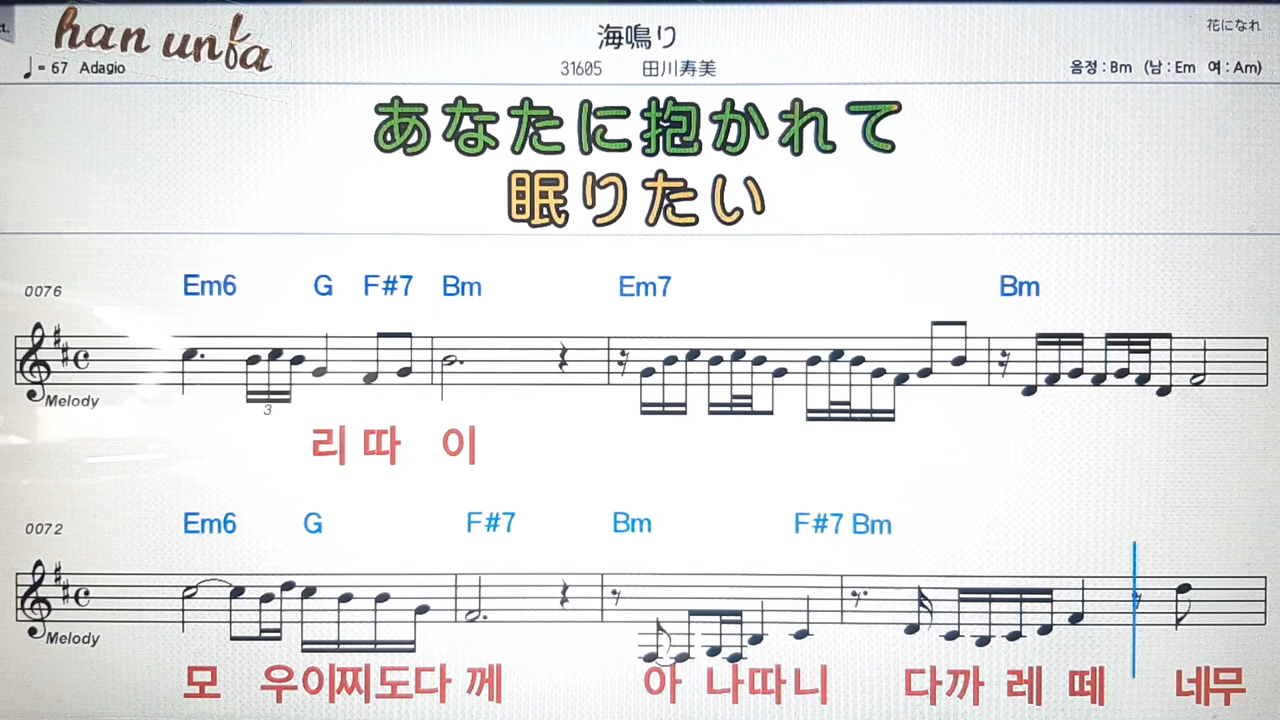 han unfa
t.
海鳴り
花になれ
♩= 67 Adagio
31605 田川寿美
음정 : Bm (남 : Em 여 : Am)
あなたに抱かれて
眠りたい
0076
Em6 G F#7 Bm Em7 Bm
3
Melody
리 따 이
0072
Em6 G F#7 Bm F#7 Bm
Melody
모 우이찌도다 께 아 나따니 다까 레 떼 네무